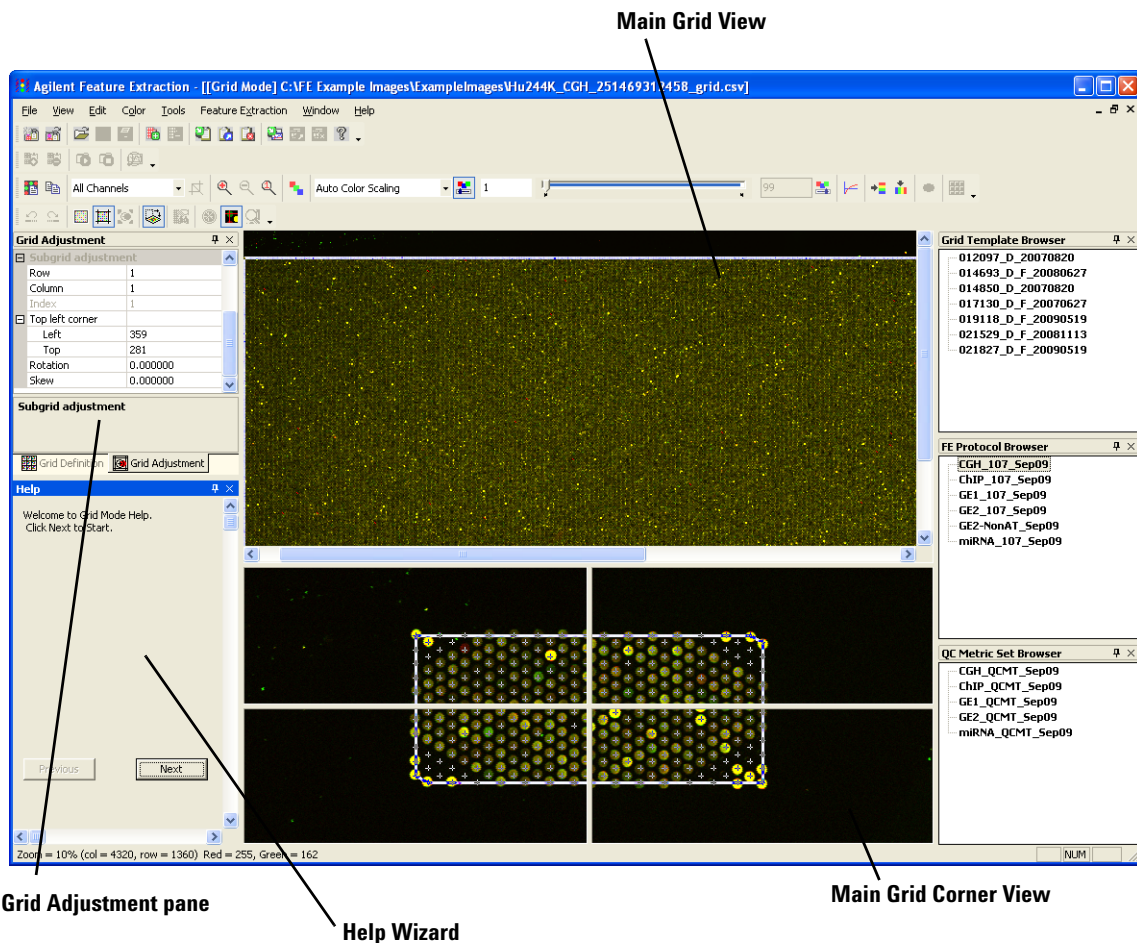 Main Grid View
Agilent Feature Extraction - [[Grid Mode] C:\FE Example Images\ExampleImages\Hu244K_CGH_251469312458_grid.csv]
File View Edit Color Tools Feature Extraction Window Help
All Channels Auto Color Scaling 1 99
Grid Adjustment
Subgrid adjustment
Row 1
Column 1
Index 1
Top left corner
Left 359
Top 281
Rotation 0.000000
Skew 0.000000
Subgrid adjustment
Grid Definition Grid Adjustment
Help
Welcome to Grid Mode Help.
Click Next to Start.
Previous Next
Grid Template Browser
012097_D_20070820
014693_D_F_20080627
014850_D_20070820
017130_D_20070627
019118_D_F_20090519
021529_D_F_20081113
021827_D_F_20090519
FE Protocol Browser
CGH_107_Sep09
ChIP_107_Sep09
GE1_107_Sep09
GE2_107_Sep09
GE2-NonAT_Sep09
miRNA_107_Sep09
QC Metric Set Browser
CGH_QCMT_Sep09
ChIP_QCMT_Sep09
GE1_QCMT_Sep09
GE2_QCMT_Sep09
miRNA_QCMT_Sep09
Zoom = 10% (col = 4320, row = 1360) Red = 255, Green = 162
NUM
Grid Adjustment pane
Main Grid Corner View
Help Wizard